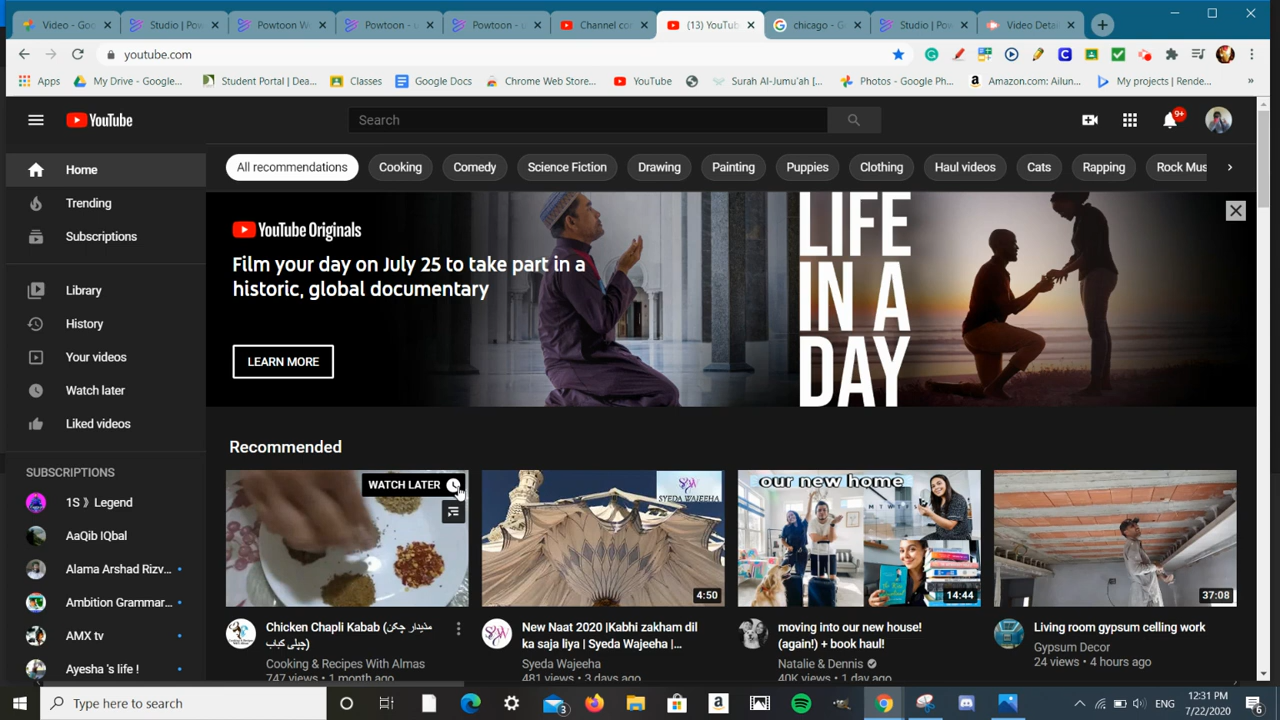 Video - Goo
Studio | Pow
Powtoon W
Powtoon - u
Powtoon - u
Channel co
(13) YouTub
chicago - G
Studio | Pow
Video Deta
youtube.com
Apps
My Drive - Google...
Student Portal | Dea...
Classes
Google Docs
Chrome Web Store...
YouTube
Surah Al-Jumu'ah [...
Photos - Google Ph...
Amazon.com: Ailun...
My projects | Rende...
»
YouTube
Search
9+
All recommendations
Cooking
Comedy
Science Fiction
Drawing
Painting
Puppies
Clothing
Haul videos
Cats
Rapping
Rock Mus
Home
Trending
Subscriptions
Library
History
Your videos
Watch later
Liked videos
SUBSCRIPTIONS
1S 》Legend
AaQib IQbal
Alama Arshad Rizv...
Ambition Grammar...
AMX tv
Ayesha 's life !
YouTube Originals
Film your day on July 25 to take part in a
historic, global documentary
LEARN MORE
LIFE
IN A
DAY
Recommended
WATCH LATER
SYEDA WAJEEHA
4:50
our new home
14:44
37:08
Chicken Chapli Kabab (مذیدار چکن
چپلی کباب)
Cooking & Recipes With Almas
747 views • 1 month ago
New Naat 2020 |Kabhi zakham dil
ka saja liya | Syeda Wajeeha |...
Syeda Wajeeha
481 views • 3 days ago
moving into our new house!
(again!) + book haul!
Natalie & Dennis
40K views • 1 day ago
Living room gypsum celling work
Gypsum Decor
24 views • 4 hours ago
Type here to search
3
ENG
12:31 PM
7/22/2020
6